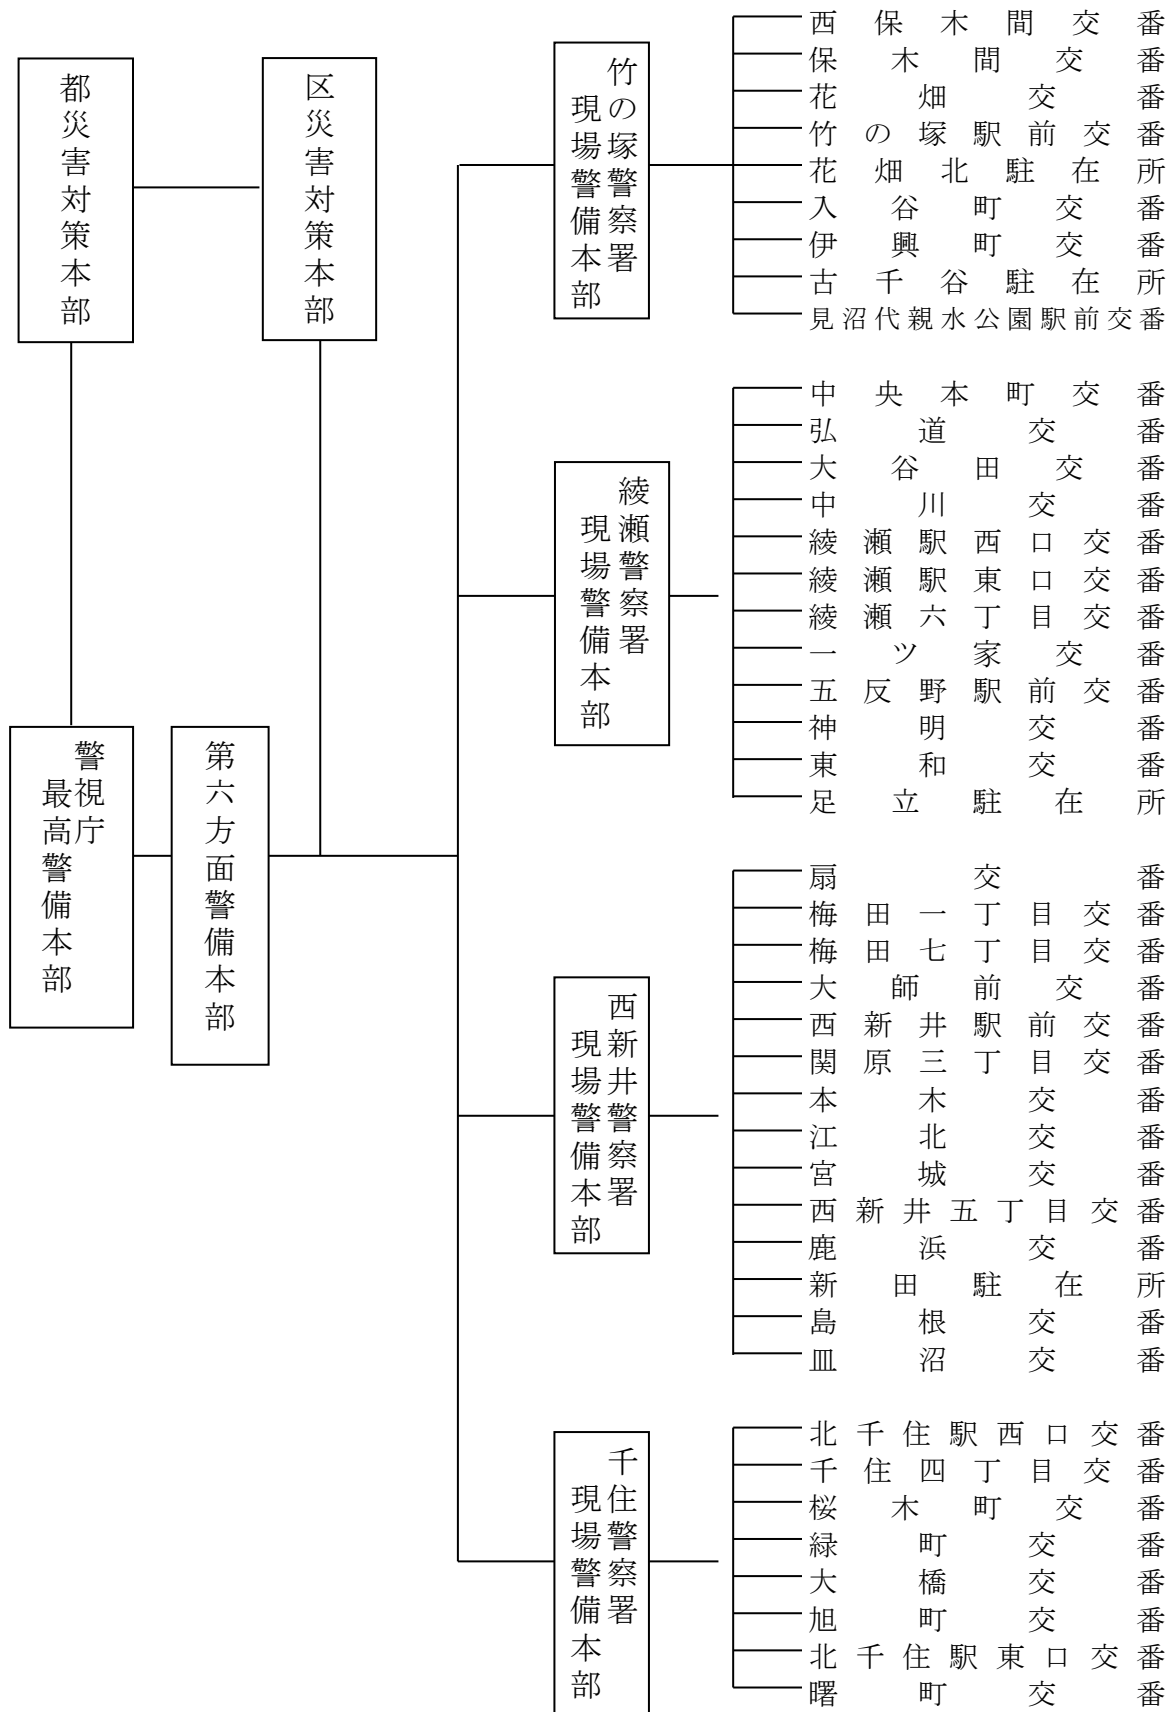 都災害対策本部
区災害対策本部
警視庁
最高警備本部
第六方面警備本部
竹の塚警察署
現場警備本部
西保木間交番
保木間交番
花畑交番
竹の塚駅前交番
花畑北駐在所
入谷町交番
伊興町交番
古千谷駐在所
見沼代親水公園駅前交番
綾瀬警察署
現場警備本部
中央本町交番
弘道交番
大谷田交番
中川交番
綾瀬駅西口交番
綾瀬駅東口交番
綾瀬六丁目交番
一ツ家交番
五反野駅前交番
神明交番
東和交番
足立駐在所
西新井警察署
現場警備本部
扇交番
梅田一丁目交番
梅田七丁目交番
大師前交番
西新井駅前交番
関原三丁目交番
本木交番
江北交番
宮城交番
西新井五丁目交番
鹿浜交番
新田駐在所
島根交番
皿沼交番
千住警察署
現場警備本部
北千住駅西口交番
千住四丁目交番
桜木町交番
緑町交番
大橋交番
旭町交番
北千住駅東口交番
曙町交番